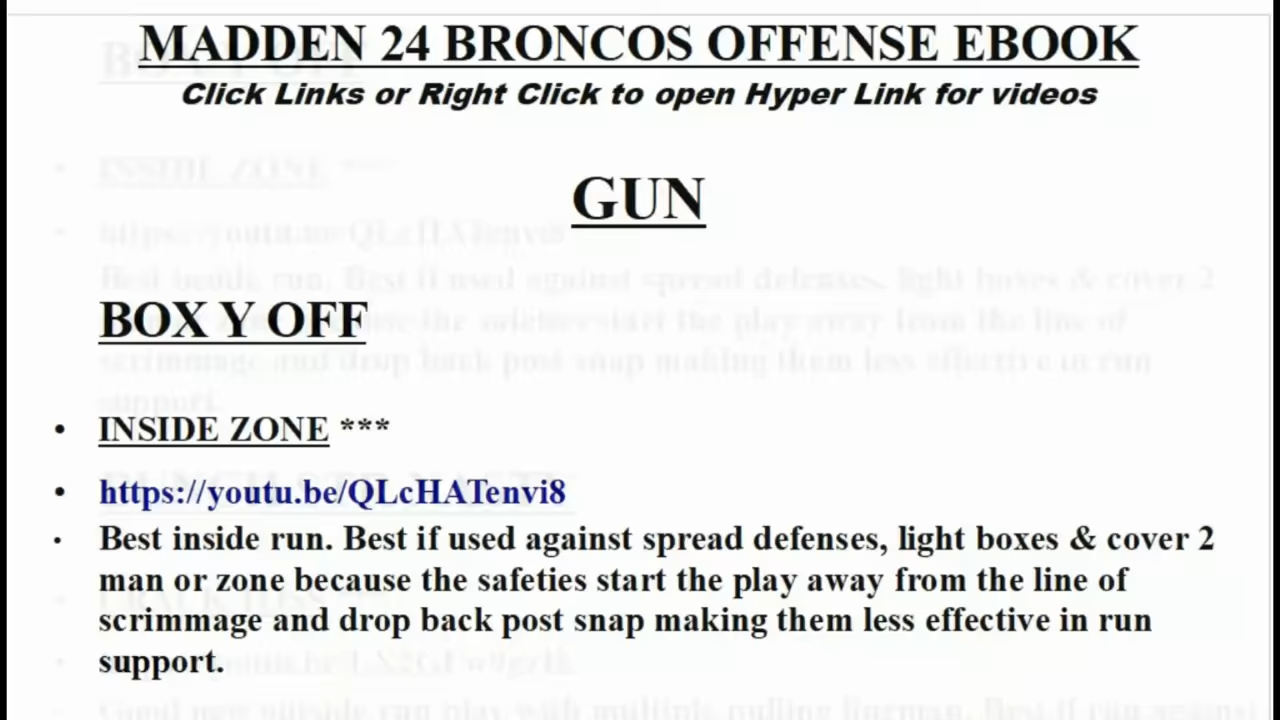 MADDEN 24 BRONCOS OFFENSE EBOOK
Click Links or Right Click to open Hyper Link for videos
GUN
BOX Y OFF
• INSIDE ZONE ***
• https://youtu.be/QLcHATenvi8
• Best inside run. Best if used against spread defenses, light boxes & cover 2
man or zone because the safeties start the play away from the line of
scrimmage and drop back post snap making them less effective in run
support.